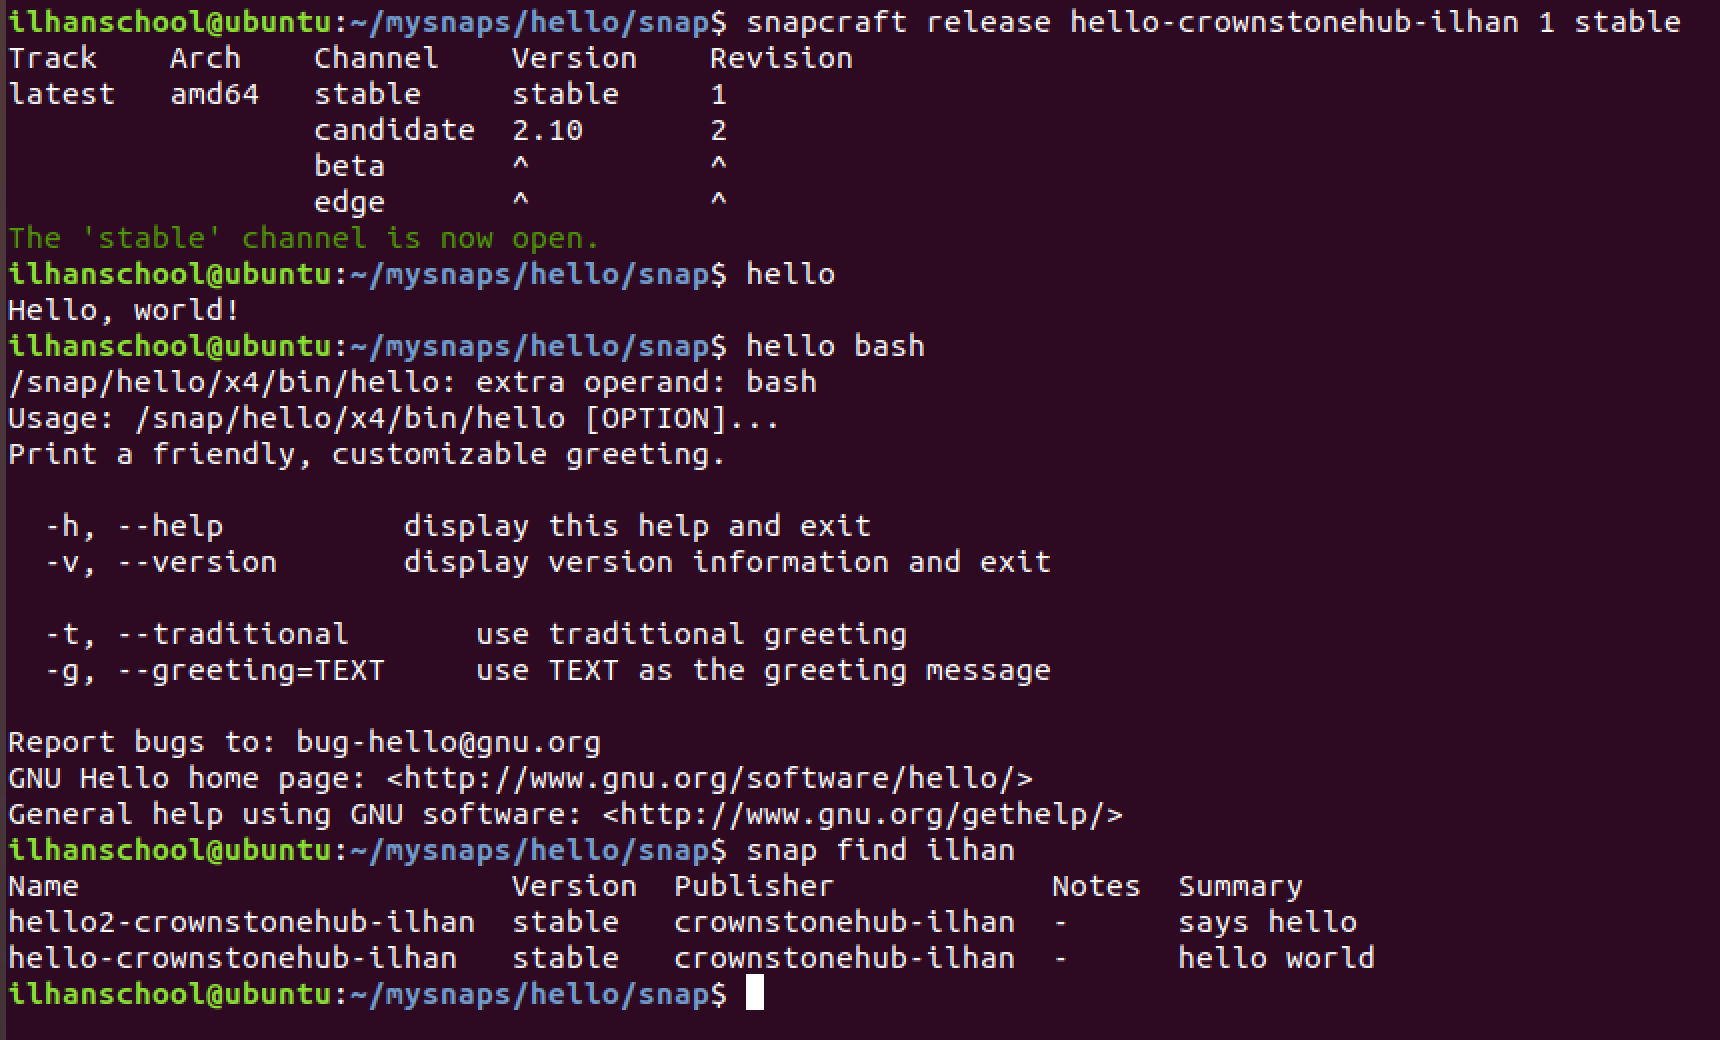 ilhanschool@ubuntu:~/mysnaps/hello/snap$ snapcraft release hello-crownstonehub-ilhan 1 stable
Track    Arch    Channel    Version    Revision
latest   amd64   stable     stable     1
                 candidate  2.10       2
                 beta       ^          ^
                 edge       ^          ^
The 'stable' channel is now open.
ilhanschool@ubuntu:~/mysnaps/hello/snap$ hello
Hello, world!
ilhanschool@ubuntu:~/mysnaps/hello/snap$ hello bash
/snap/hello/x4/bin/hello: extra operand: bash
Usage: /snap/hello/x4/bin/hello [OPTION]...
Print a friendly, customizable greeting.

  -h, --help          display this help and exit
  -v, --version       display version information and exit

  -t, --traditional       use traditional greeting
  -g, --greeting=TEXT     use TEXT as the greeting message

Report bugs to: bug-hello@gnu.org
GNU Hello home page: <http://www.gnu.org/software/hello/>
General help using GNU software: <http://www.gnu.org/gethelp/>
ilhanschool@ubuntu:~/mysnaps/hello/snap$ snap find ilhan
Name                        Version  Publisher            Notes  Summary
hello2-crownstonehub-ilhan  stable   crownstonehub-ilhan  -      says hello
hello-crownstonehub-ilhan   stable   crownstonehub-ilhan  -      hello world
ilhanschool@ubuntu:~/mysnaps/hello/snap$